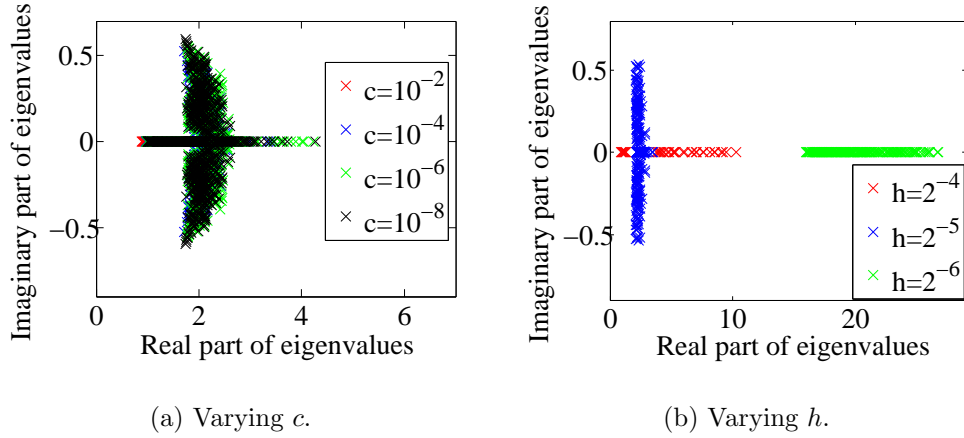 Imaginary part of eigenvalues
0.5
0
−0.5
0 2 4 6
Real part of eigenvalues
c=10⁻²
c=10⁻⁴
c=10⁻⁶
c=10⁻⁸
(a) Varying c.
Imaginary part of eigenvalues
0.5
0
−0.5
0 10 20
Real part of eigenvalues
h=2⁻⁴
h=2⁻⁵
h=2⁻⁶
(b) Varying h.